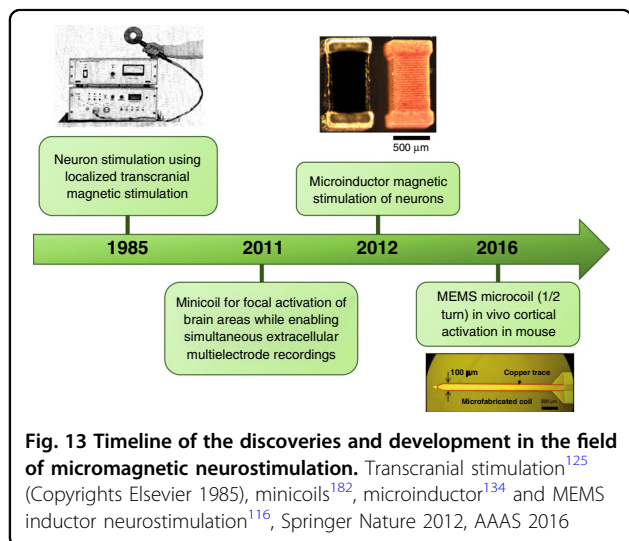 500 µm
Neuron stimulation using
localized transcranial
magnetic stimulation
Microinductor magnetic
stimulation of neurons
1985
2011
2012
2016
Minicoil for focal activation of
brain areas while enabling
simultaneous extracellular
multielectrode recordings
MEMS microcoil (1/2
turn) in vivo cortical
activation in mouse
100 µm
Copper trace
Microfabricated coil
Fig. 13 Timeline of the discoveries and development in the field
of micromagnetic neurostimulation. Transcranial stimulation125
(Copyrights Elsevier 1985), minicoils182, microinductor134 and MEMS
inductor neurostimulation116, Springer Nature 2012, AAAS 2016